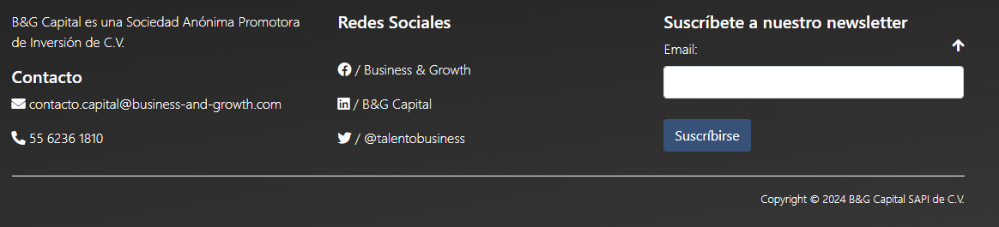 B&G Capital es una Sociedad Anónima Promotora
de Inversión de C.V.
Contacto
contacto.capital@business-and-growth.com
55 6236 1810
Redes Sociales
/ Business & Growth
/ B&G Capital
/ @talentobusiness
Suscríbete a nuestro newsletter
Email:
Suscríbirse
Copyright © 2024 B&G Capital SAPI de C.V.